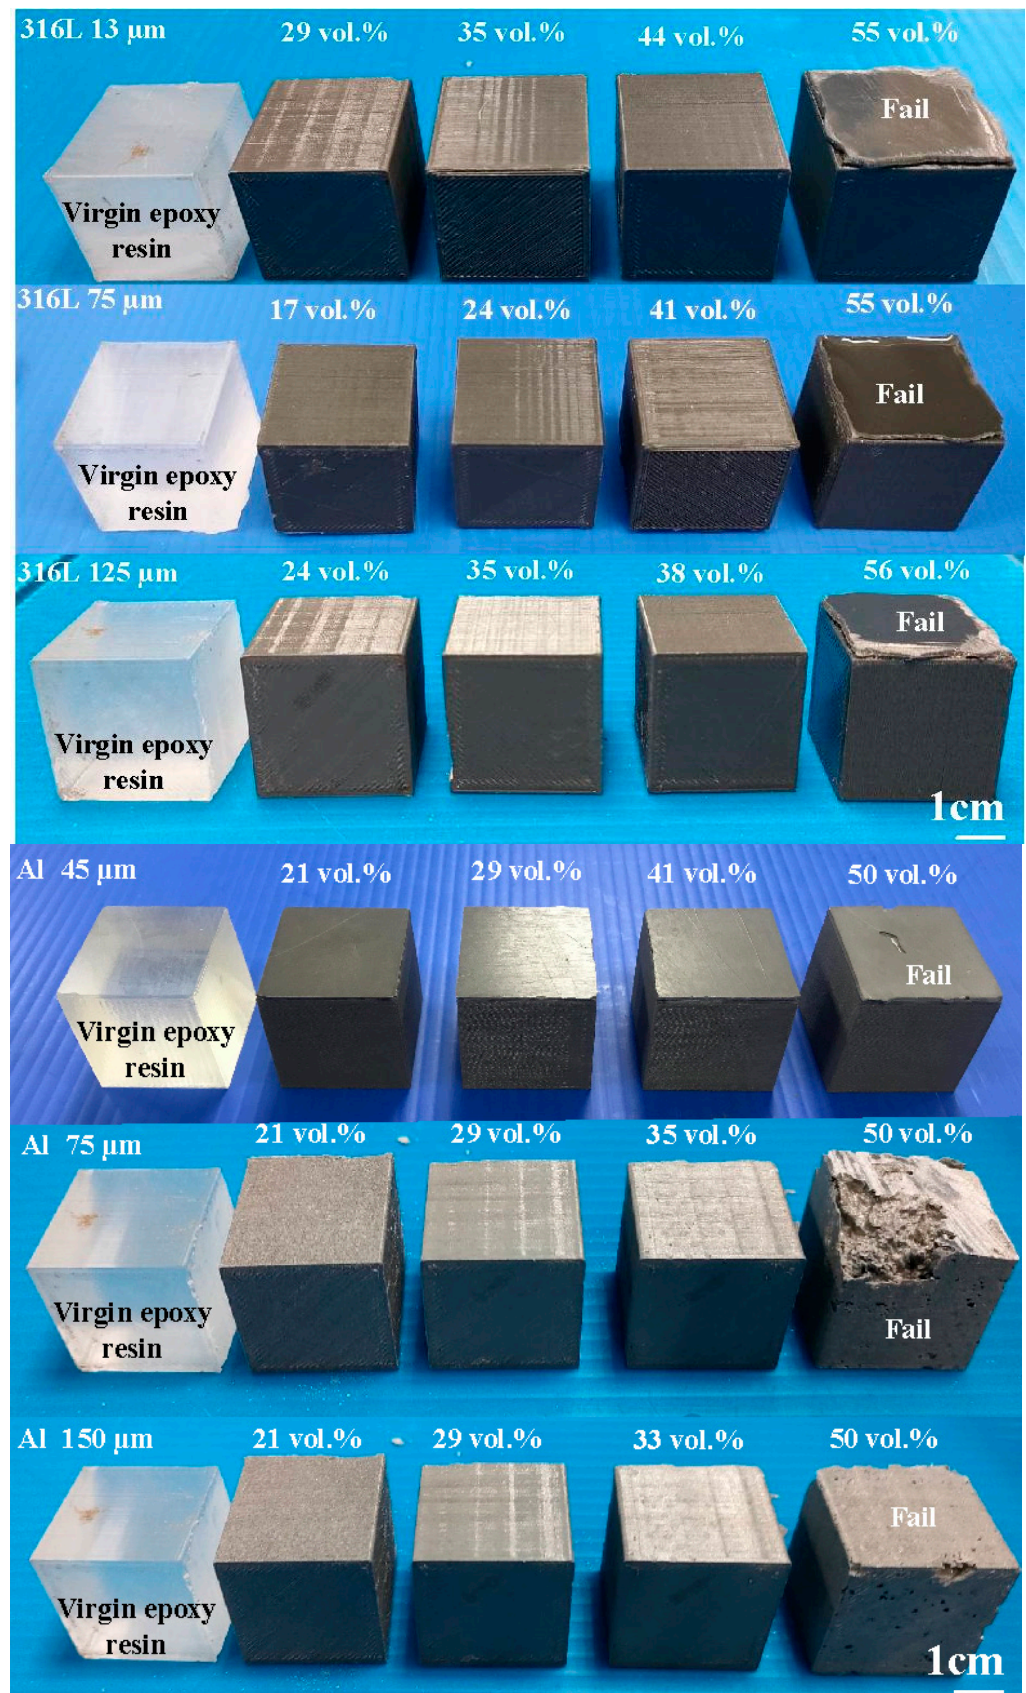 316L 13 μm 29 vol.% 35 vol.% 44 vol.% 55 vol.%
Fail
Virgin epoxy
resin
316L 75 μm 17 vol.% 24 vol.% 41 vol.% 55 vol.%
Fail
Virgin epoxy
resin
316L 125 μm 24 vol.% 35 vol.% 38 vol.% 56 vol.%
Fail
Virgin epoxy
resin
1cm
Al 45 μm 21 vol.% 29 vol.% 41 vol.% 50 vol.%
Fail
Virgin epoxy
resin
Al 75 μm 21 vol.% 29 vol.% 35 vol.% 50 vol.%
Virgin epoxy
Fail
resin
Al 150 μm 21 vol.% 29 vol.% 33 vol.% 50 vol.%
Fail
Virgin epoxy
resin
1cm